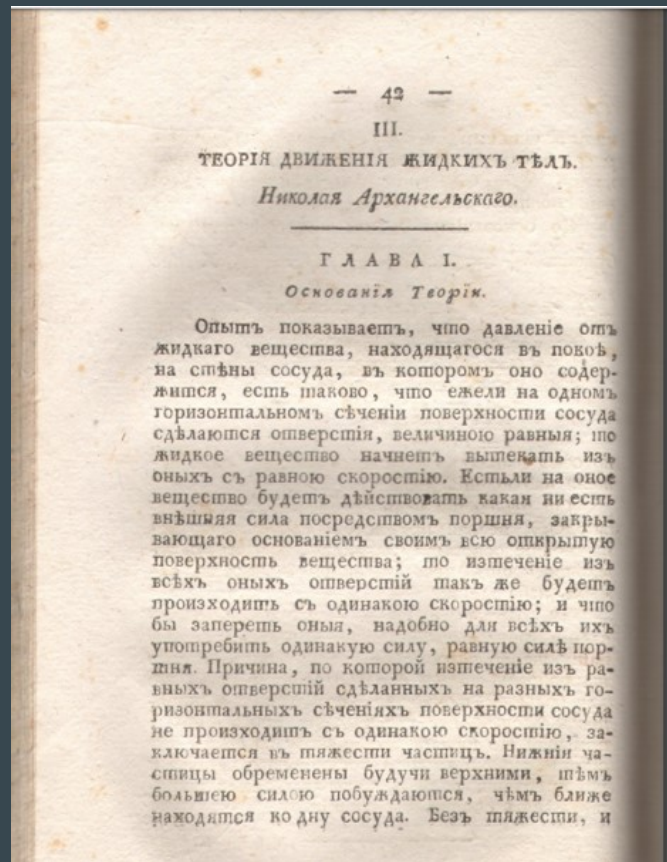 — 42 —
III.
ТЕОРІЯ ДВИЖЕНІЯ ЖИДКИХЪ ТѢЛЪ.
Николая Архангельскаго.
ГЛАВА I.
Основанія Теоріи.
Опытъ показываетъ, что давленіе отъ
жидкаго вещества, находящагося въ покоѣ,
на стѣны сосуда, въ которомъ оно содер-
жится, есть таково, что ежели на одномъ
горизонтальномъ сѣченіи поверхности сосуда
сдѣлаются отверстія, величиною равныя; то
жидкое вещество начнетъ вытекать изъ
оныхъ съ равною скоростію. Естьли на оное
вещество будетъ дѣйствовать какая ни есть
внѣшняя сила посредствомъ поршня, закры-
вающаго основаніемъ своимъ всю открытую
поверхность вещества; то изтеченіе изъ
всѣхъ оныхъ отверстій такъ же будетъ
происходить съ одинакою скоростію; и что
бы запереть оныя, надобно для всѣхъ ихъ
употребить одинакую силу, равную силѣ пор-
шня. Причина, по которой изтеченіе изъ ра-
вныхъ отверстій сдѣланныхъ на разныхъ го-
ризонтальныхъ сѣченіяхъ поверхности сосуда
не происходитъ съ одинакою скоростію, за-
ключается въ тяжести частицъ. Нижнія ча-
стицы обременены будучи верхними, тѣмъ
большею силою побуждаются, чѣмъ ближе
находятся ко дну сосуда. Безъ тяжести, и